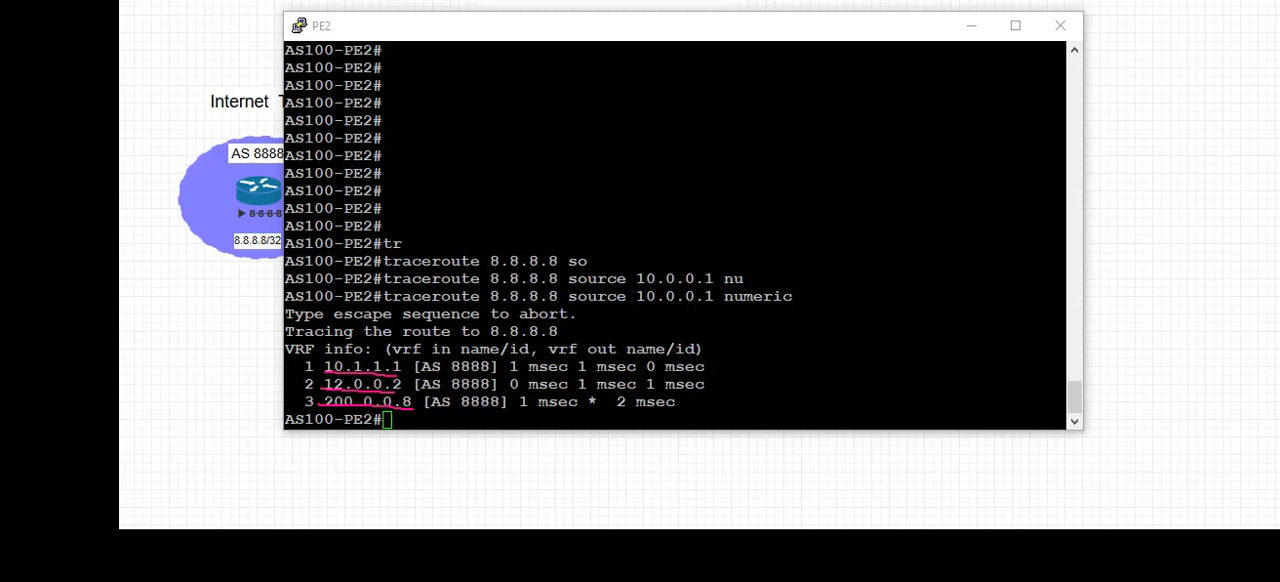 PE2
AS100-PE2#
AS100-PE2#
AS100-PE2#
AS100-PE2#
AS100-PE2#
AS100-PE2#
AS100-PE2#
AS100-PE2#
AS100-PE2#
AS100-PE2#
AS100-PE2#
AS100-PE2#tr
AS100-PE2#traceroute 8.8.8.8 so
AS100-PE2#traceroute 8.8.8.8 source 10.0.0.1 nu
AS100-PE2#traceroute 8.8.8.8 source 10.0.0.1 numeric
Type escape sequence to abort.
Tracing the route to 8.8.8.8
VRF info: (vrf in name/id, vrf out name/id)
1 10.1.1.1 [AS 8888] 1 msec 1 msec 0 msec
2 12.0.0.2 [AS 8888] 0 msec 1 msec 1 msec
3 200.0.0.8 [AS 8888] 1 msec * 2 msec
AS100-PE2#
Internet
AS 8888
8-8-8-8
8.8.8.8/32